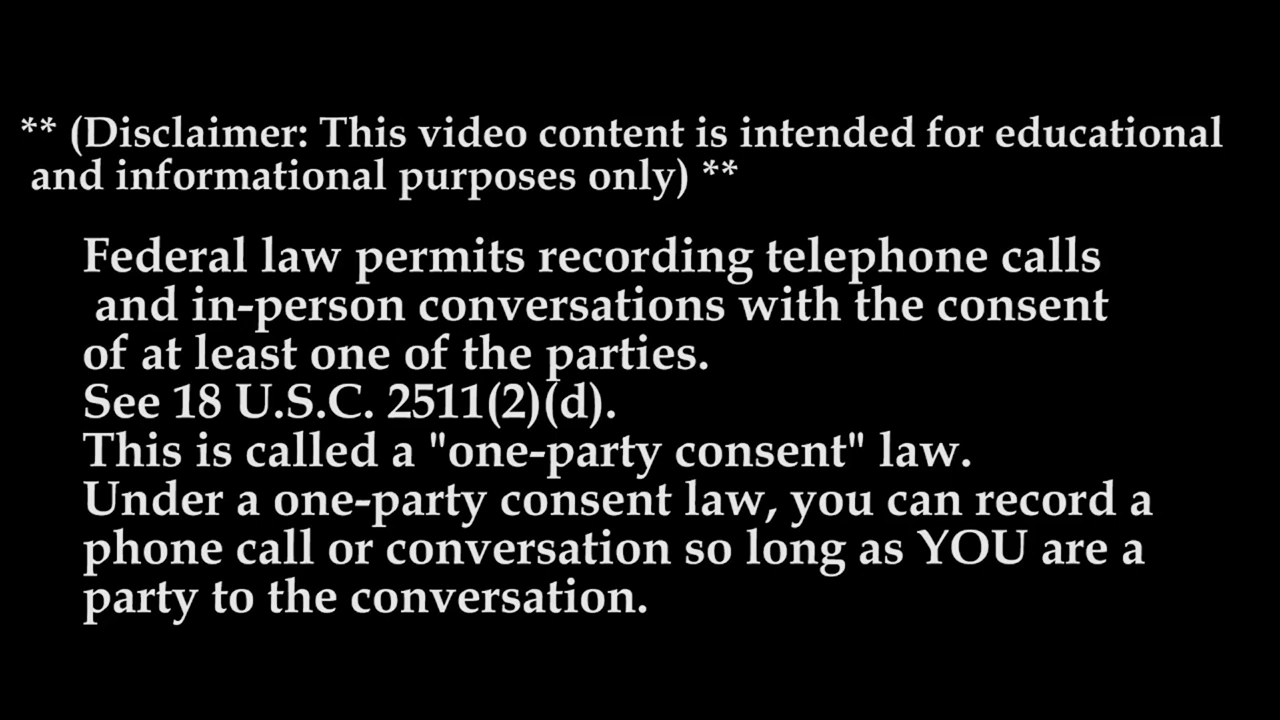 ** (Disclaimer: This video content is intended for educational
and informational purposes only) **
Federal law permits recording telephone calls
and in-person conversations with the consent
of at least one of the parties.
See 18 U.S.C. 2511(2)(d).
This is called a "one-party consent" law.
Under a one-party consent law, you can record a
phone call or conversation so long as YOU are a
party to the conversation.